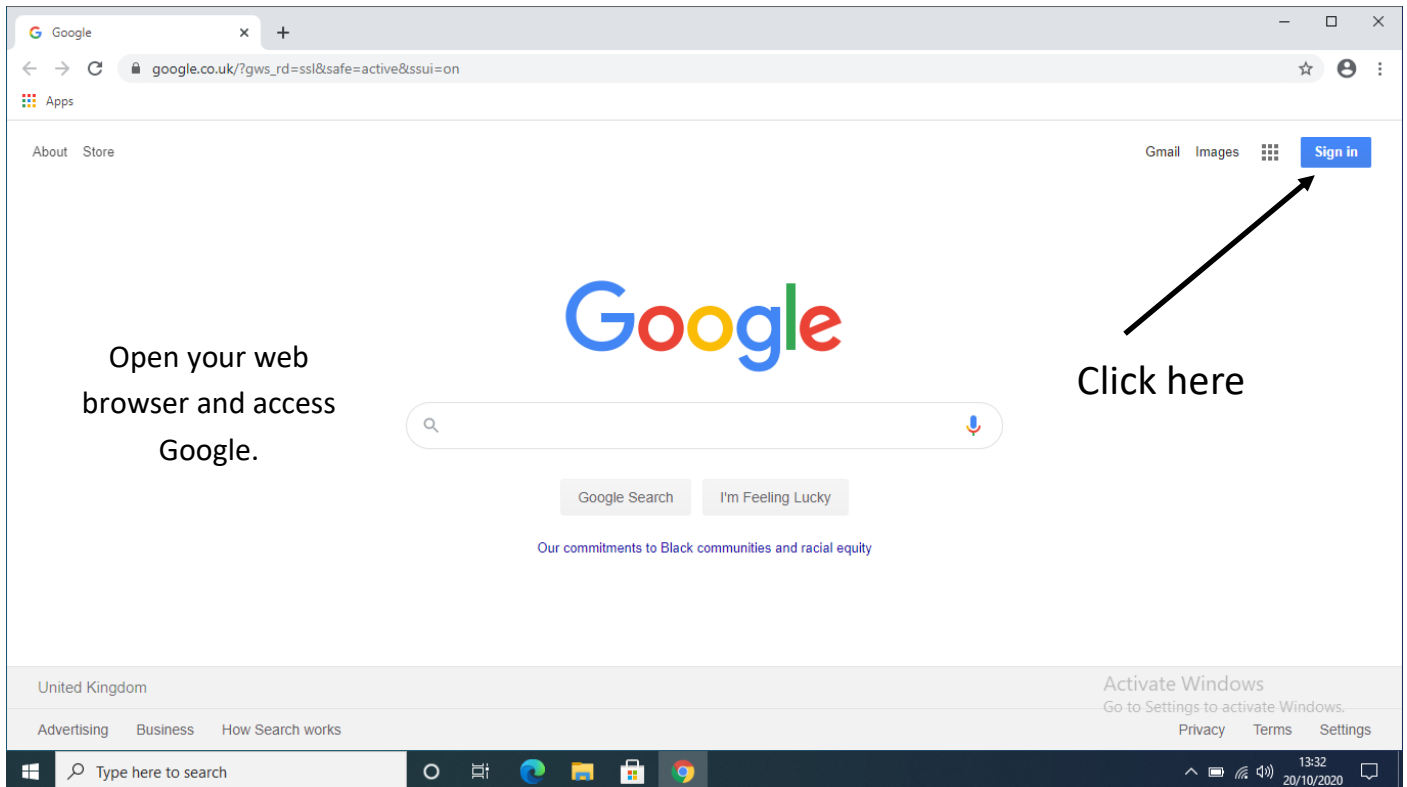 Google
google.co.uk/?gws_rd=ssl&safe=active&ssui=on
Apps
About Store
Gmail Images Sign in
Google
Open your web
browser and access
Google.
Click here
Google Search I'm Feeling Lucky
Our commitments to Black communities and racial equity
United Kingdom
Activate Windows
Go to Settings to activate Windows.
Advertising Business How Search works
Privacy Terms Settings
Type here to search
13:32
20/10/2020